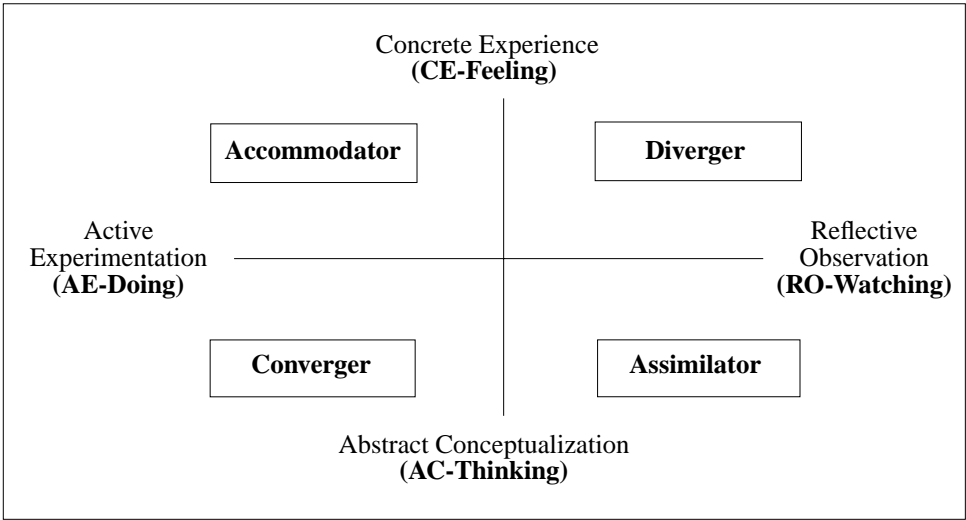 Concrete Experience
(CE-Feeling)
Accommodator
Diverger
Active
Experimentation
(AE-Doing)
Reflective
Observation
(RO-Watching)
Converger
Assimilator
Abstract Conceptualization
(AC-Thinking)